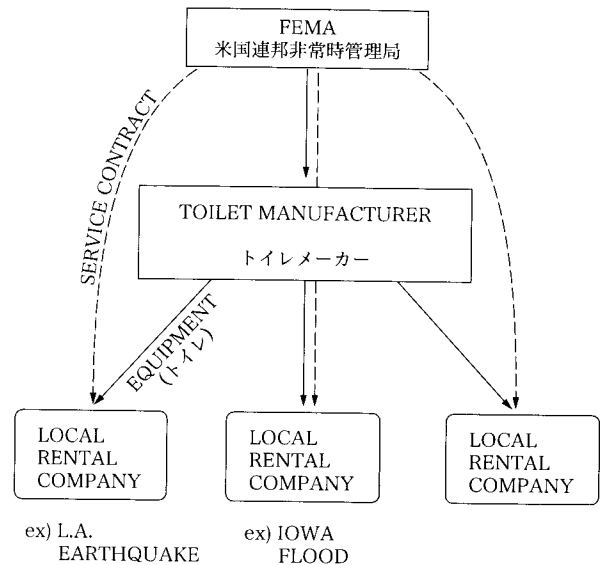 FEMA
米国連邦非常時管理局
SERVICE CONTRACT
TOILET MANUFACTURER
トイレメーカー
EQUIPMENT
(トイレ)
LOCAL
RENTAL
COMPANY
LOCAL
RENTAL
COMPANY
LOCAL
RENTAL
COMPANY
ex) L.A.
EARTHQUAKE
ex) IOWA
FLOOD